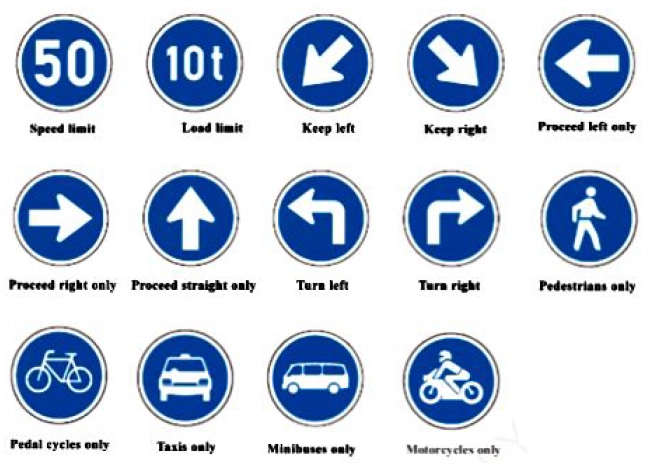 50
10t
Speed limit
Load limit
Keep left
Keep right
Proceed left only
Proceed right only
Proceed straight only
Turn left
Turn right
Pedestrians only
Pedal cycles only
Taxis only
Minibuses only
Motorcycles only